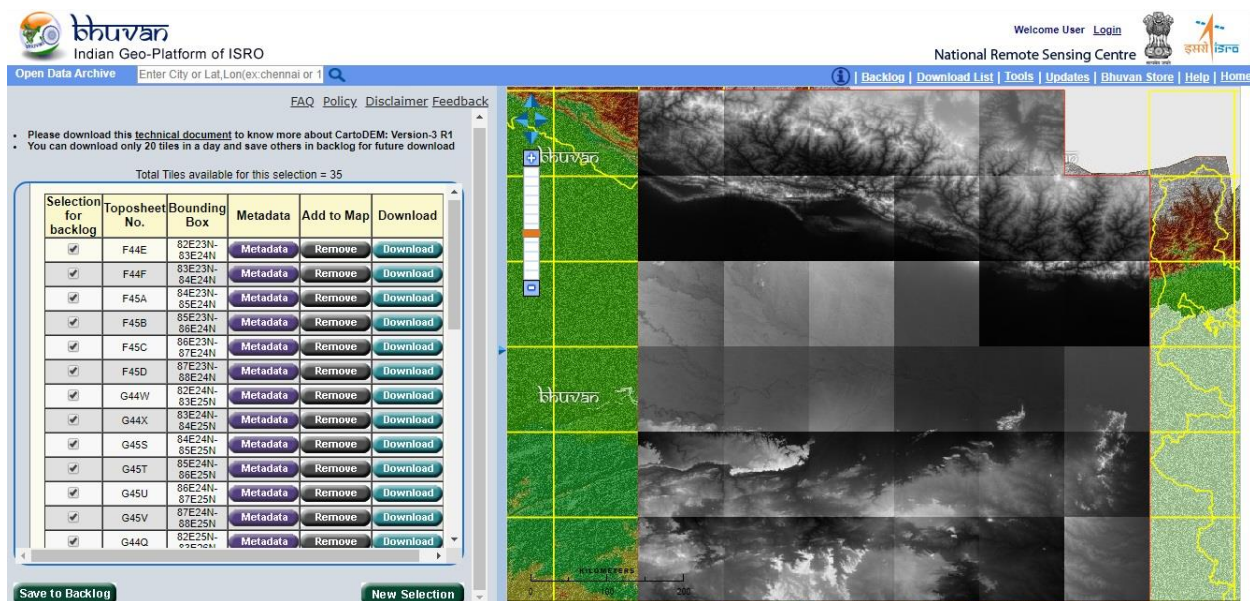 bhuvan
Indian Geo-Platform of ISRO
Welcome User Login
National Remote Sensing Centre
इसरो isro
Open Data Archive
Enter City or Lat,Lon(ex:chennai or 1
| Backlog | Download List | Tools | Updates | Bhuvan Store | Help | Home
FAQ Policy Disclaimer Feedback
• Please download this technical document to know more about CartoDEM: Version-3 R1
• You can download only 20 tiles in a day and save others in backlog for future download
Total Tiles available for this selection = 35
Selection for backlog Toposheet No. Bounding Box Metadata Add to Map Download
F44E 82E23N-83E24N Metadata Remove Download
F44F 83E23N-84E24N Metadata Remove Download
F45A 84E23N-85E24N Metadata Remove Download
F45B 85E23N-86E24N Metadata Remove Download
F45C 86E23N-87E24N Metadata Remove Download
F45D 87E23N-88E24N Metadata Remove Download
G44W 82E24N-83E25N Metadata Remove Download
G44X 83E24N-84E25N Metadata Remove Download
G45S 84E24N-85E25N Metadata Remove Download
G45T 85E24N-86E25N Metadata Remove Download
G45U 86E24N-87E25N Metadata Remove Download
G45V 87E24N-88E25N Metadata Remove Download
G44Q 82E25N-83E26N Metadata Remove Download
Save to Backlog
New Selection
bhuvan
bhuvan
KILOMETERS
0 100 200